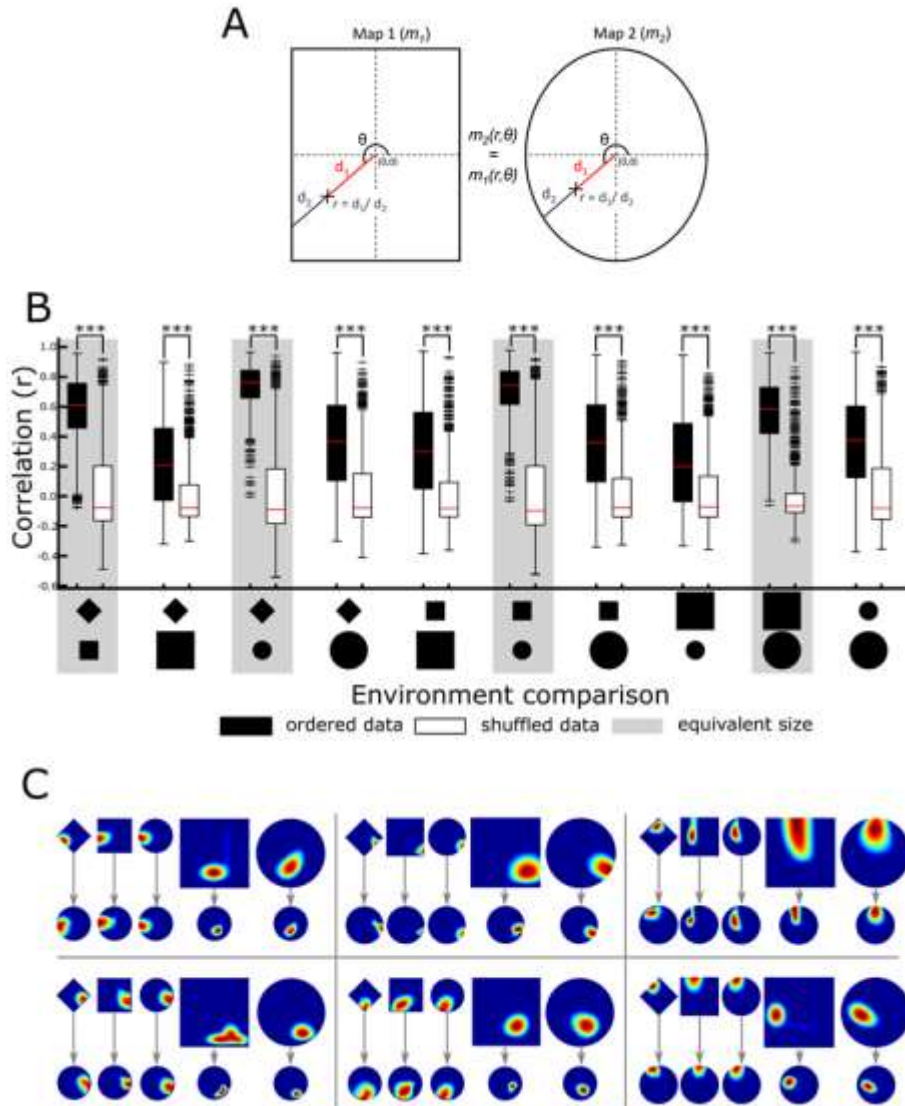 A
Map 1 (m₁)
Map 2 (m₂)
θ
(0,0)
d₁
d₂
r = d₁/ d₂
m₂(r,θ)
=
m₁(r,θ)
θ
(0,0)
d₁
d₂
r = d₁/ d₂
B
*** *** *** *** *** *** *** *** *** ***
Correlation (r)
1.0
0.8
0.6
0.4
0.2
0.0
-0.2
-0.4
-0.6
Environment comparison
ordered data shuffled data equivalent size
C